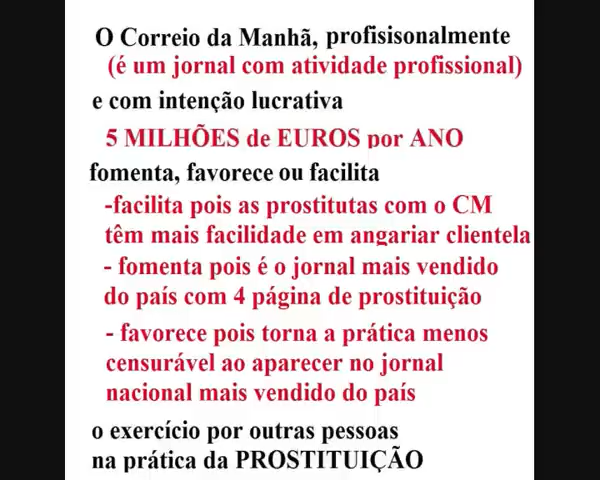 O Correio da Manhã, profisisonalmente
(é um jornal com atividade profissional)
e com intenção lucrativa
5 MILHÕES de EUROS por ANO
fomenta, favorece ou facilita
-facilita pois as prostitutas com o CM
têm mais facilidade em angariar clientela
- fomenta pois é o jornal mais vendido
do país com 4 página de prostituição
- favorece pois torna a prática menos
censurável ao aparecer no jornal
nacional mais vendido do país
o exercício por outras pessoas
na prática da PROSTITUIÇÃO